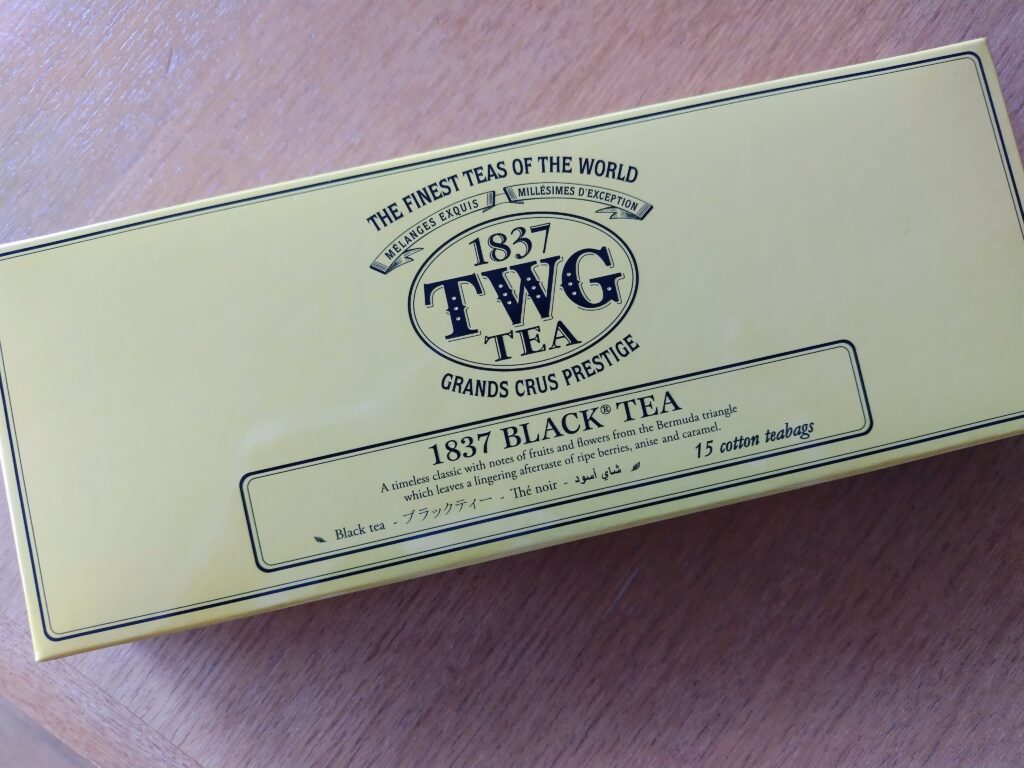 THE FINEST TEAS OF THE WORLD
MÉLANGES EXQUIS MILLÉSIMES D'EXCEPTION
1837
TWG
TEA
GRANDS CRUS PRESTIGE
1837 BLACK® TEA
A timeless classic with notes of fruits and flowers from the Bermuda triangle
which leaves a lingering aftertaste of ripe berries, anise and caramel.
Black tea - ブラックティー - Thé noir - شاي أسود
15 cotton teabags